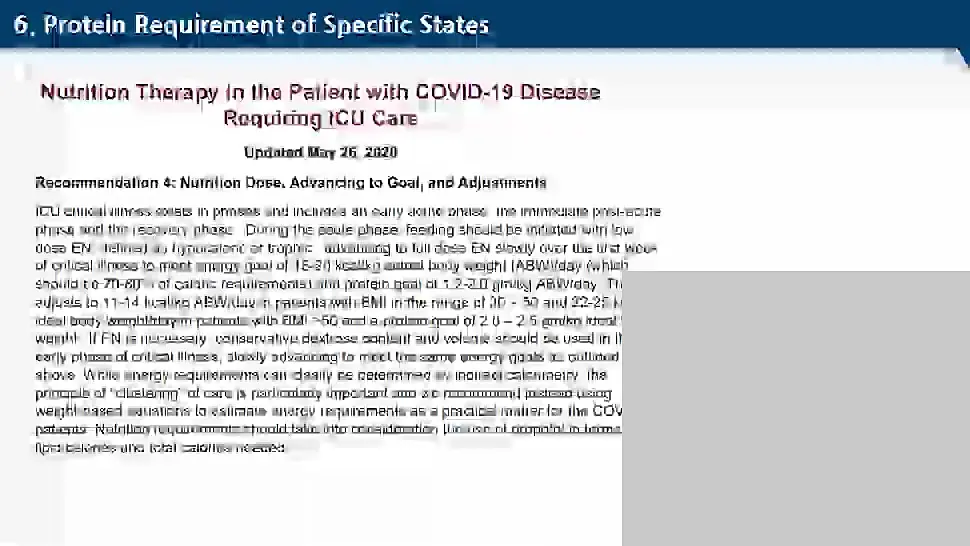 6. Protein Requirement of Specific States
Nutrition Therapy in the Patient with COVID-19 Disease
Requiring ICU Care
Updated May 26, 2020
Recommendation 4: Nutrition Dose, Advancing to Goal, and Adjustments
ICU critical illness exists in phases and includes an early acute phase, the immediate post-acute
phase and the recovery phase. During the acute phase, feeding should be initiated with low
dose EN, defined as hypocaloric or trophic, advancing to full dose EN slowly over the first week
of critical illness to meet energy goal of 15-20 kcal/kg actual body weight (ABW)/day (which
should be 70-80% of caloric requirements) and protein goal of 1.2-2.0 gm/kg ABW/day.
adjusts to 11-14 kcal/kg ABW/day in patients with BMI in the range of 30 - 50 and 22-25
ideal body weight/day in patients with BMI >50 and a protein goal of 2.0 – 2.5 gm/kg ideal
weight. If PN is necessary, conservative dextrose content and volume should be used in
early phase of critical illness, slowly advancing to meet the same energy goals as outlined
above. While energy requirements can ideally be determined by indirect calorimetry, the
principle of "clustering" of care is particularly important and we recommend instead using
weight-based equations to estimate energy requirements as a practical matter for the
patients. Nutrition requirements should take into consideration the use of propofol in terms
lipid calories and total calories needed.